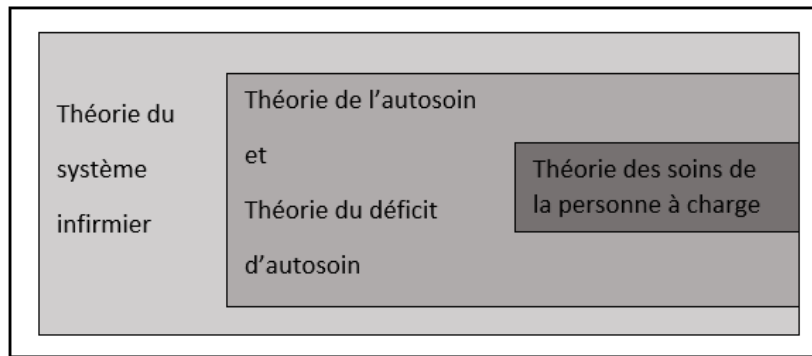 Théorie du
système
infirmier
Théorie de l'autosoin
et
Théorie du déficit
d'autosoin
Théorie des soins de
la personne à charge